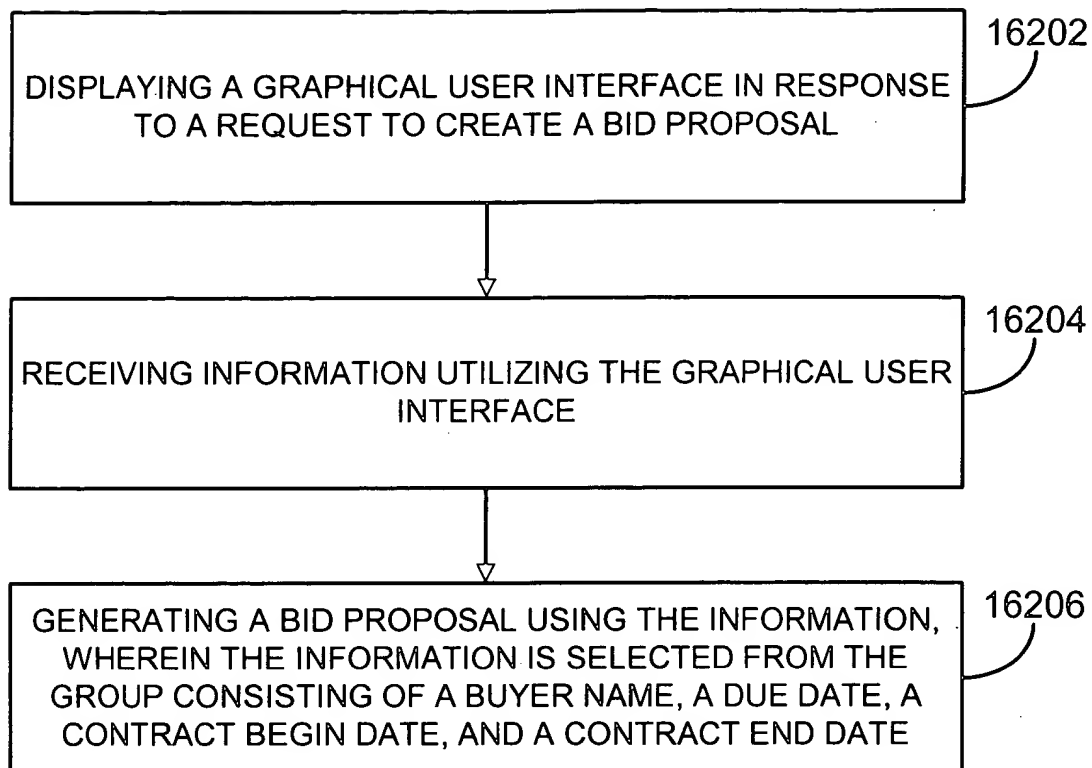 16202
DISPLAYING A GRAPHICAL USER INTERFACE IN RESPONSE
TO A REQUEST TO CREATE A BID PROPOSAL
16204
RECEIVING INFORMATION UTILIZING THE GRAPHICAL USER
INTERFACE
16206
GENERATING A BID PROPOSAL USING THE INFORMATION,
WHEREIN THE INFORMATION IS SELECTED FROM THE
GROUP CONSISTING OF A BUYER NAME, A DUE DATE, A
CONTRACT BEGIN DATE, AND A CONTRACT END DATE